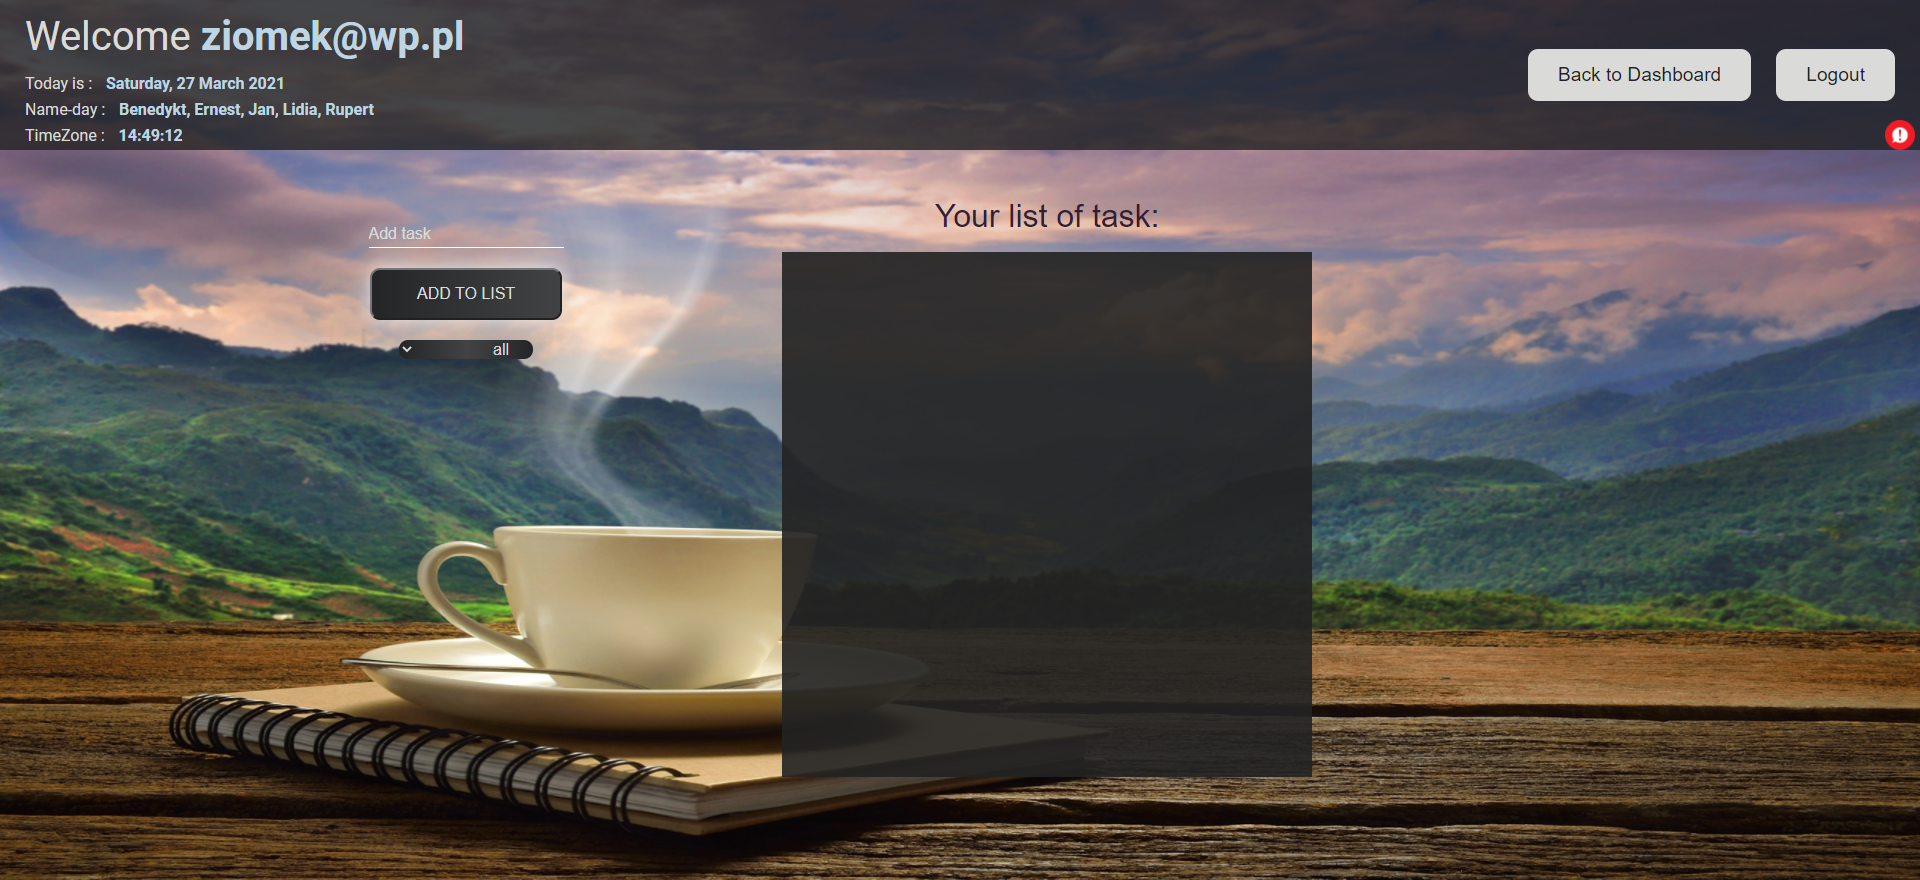 Welcome ziomek@wp.pl
Today is : Saturday, 27 March 2021
Name-day : Benedykt, Ernest, Jan, Lidia, Rupert
TimeZone : 14:49:12
Back to Dashboard
Logout
Add task
ADD TO LIST
all
Your list of task: